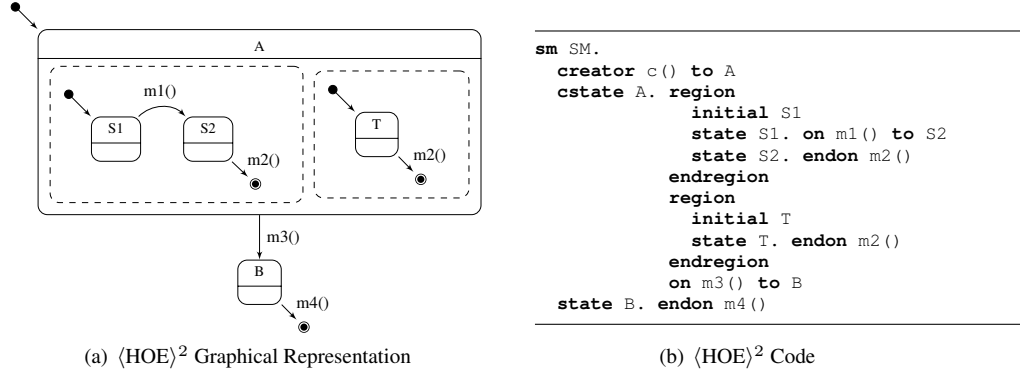 A
m1()
S1
S2
T
m2()
m2()
m3()
B
m4()
(a) ⟨HOE⟩² Graphical Representation
sm SM.
creator c() to A
cstate A. region
initial S1
state S1. on m1() to S2
state S2. endon m2()
endregion
region
initial T
state T. endon m2()
endregion
on m3() to B
state B. endon m4()
(b) ⟨HOE⟩² Code